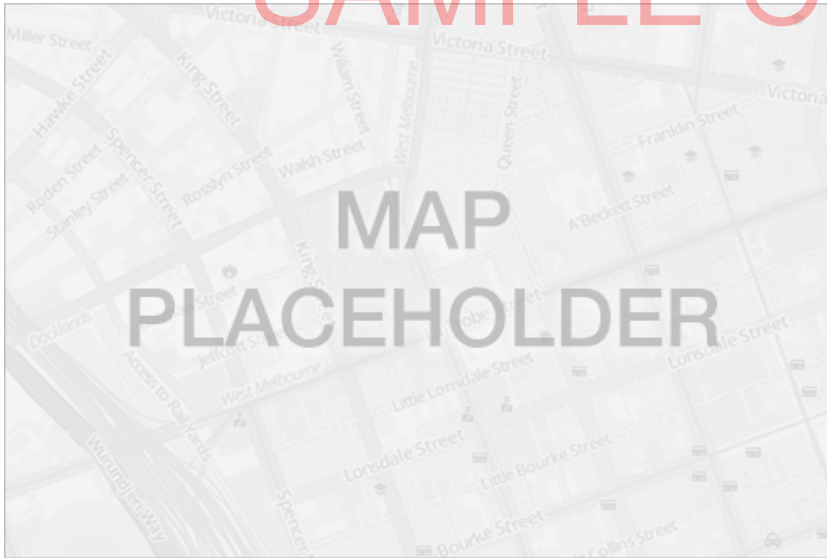 SAMPLE O
Victoria Street
Miller Street
Victoria Street
King Street
William Street
Hawke Street
West Melbourne
Queen Street
Victoria
Franklin Street
Spencer Street
Rosslyn Street
Walsh Street
Roden Street
Stanley Street
A'Beckett Street
MAP
King Street
PLACEHOLDER
Street
Docklands
Jeffcott Street
Lonsdale Street
Access to Rail Yards
West Melbourne
Little Lonsdale Street
Wurundjeri Way
Lonsdale Street
Little Bourke Street
Spencer
Bourke Street
Collins Street